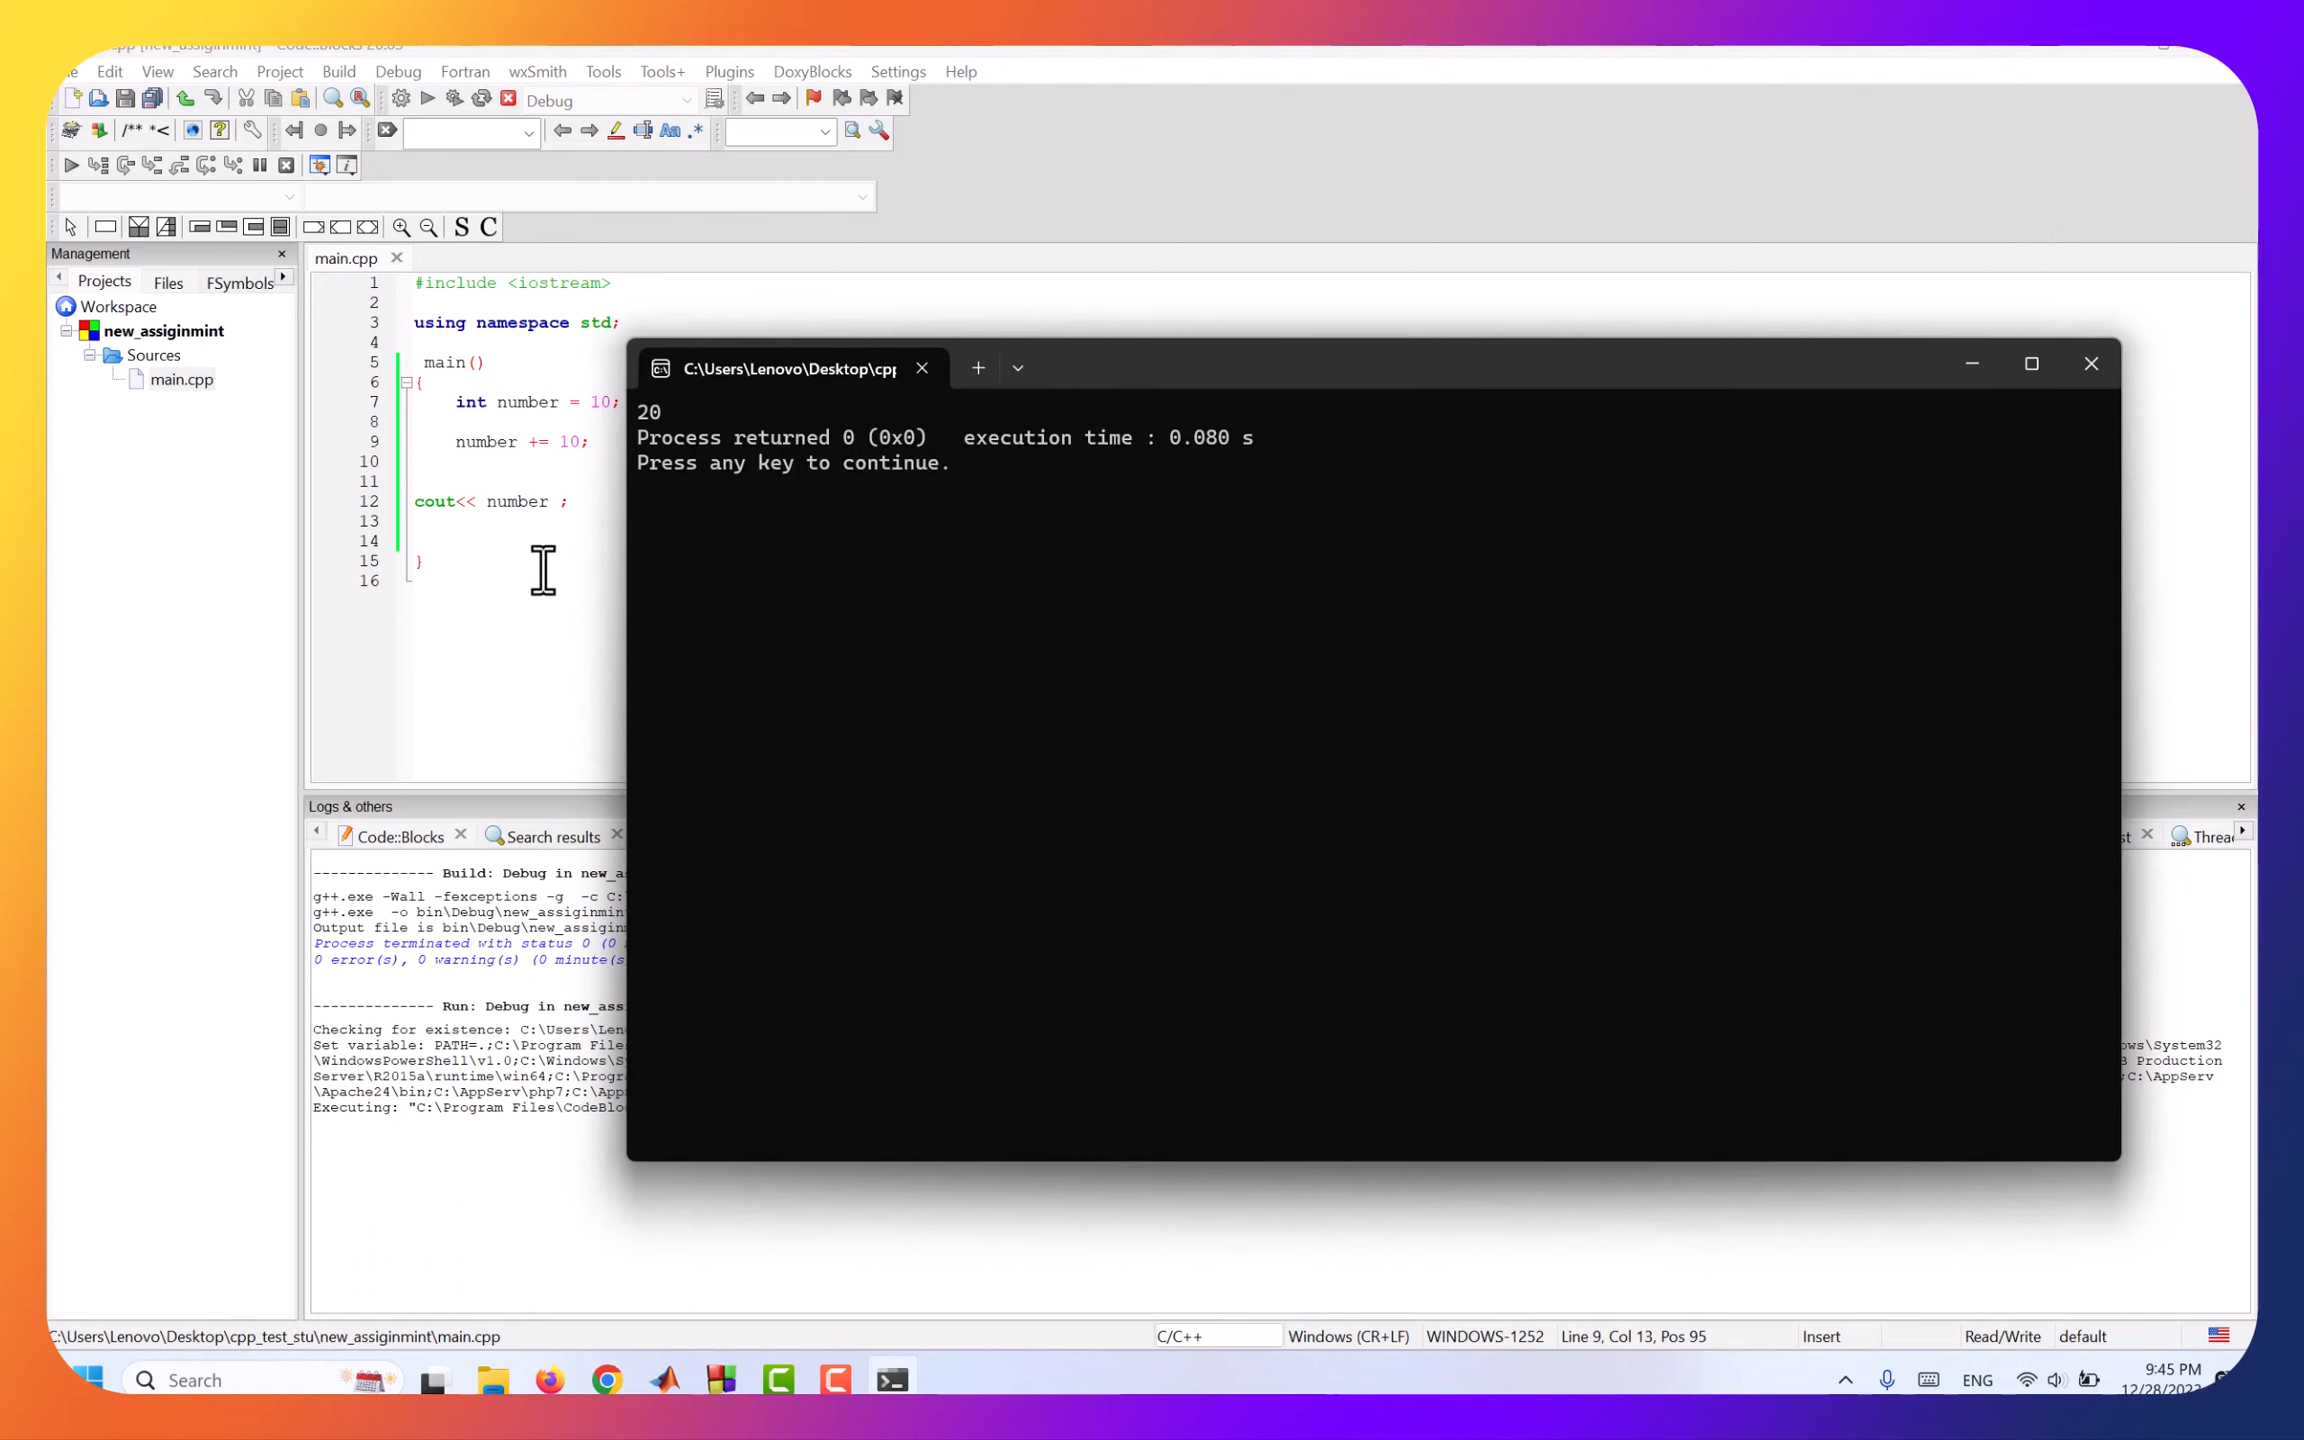 .cpp [new_assiginmint] - Code::Blocks 20.03
Edit View Search Project Build Debug Fortran wxSmith Tools Tools+ Plugins DoxyBlocks Settings Help
Debug
/** *<
Aa .*
S C
Management
Projects Files FSymbols
Workspace
new_assiginmint
Sources
main.cpp
main.cpp
1 #include <iostream>
2
3 using namespace std;
4
5 main()
6 {
7 int number = 10;
8
9 number += 10;
10
11
12 cout<< number ;
13
14
15 }
16
C:\Users\Lenovo\Desktop\cpp
20
Process returned 0 (0x0)   execution time : 0.080 s
Press any key to continue.
Logs & others
Code::Blocks Search results
-------------- Build: Debug in new_a
g++.exe -Wall -fexceptions -g  -c C:
g++.exe  -o bin\Debug\new_assiginmin
Output file is bin\Debug\new_assiginm
Process terminated with status 0 (0
0 error(s), 0 warning(s) (0 minute(s
-------------- Run: Debug in new_ass
Checking for existence: C:\Users\Len
Set variable: PATH=.;C:\Program File ows\System32
\WindowsPowerShell\v1.0;C:\Windows\S B Production
Server\R2015a\runtime\win64;C:\Progr ;C:\AppServ
\Apache24\bin;C:\AppServ\php7;C:\App
Executing: "C:\Program Files\CodeBlo
C:\Users\Lenovo\Desktop\cpp_test_stu\new_assiginmint\main.cpp C/C++ Windows (CR+LF) WINDOWS-1252 Line 9, Col 13, Pos 95 Insert Read/Write default
Search
ENG
9:45 PM